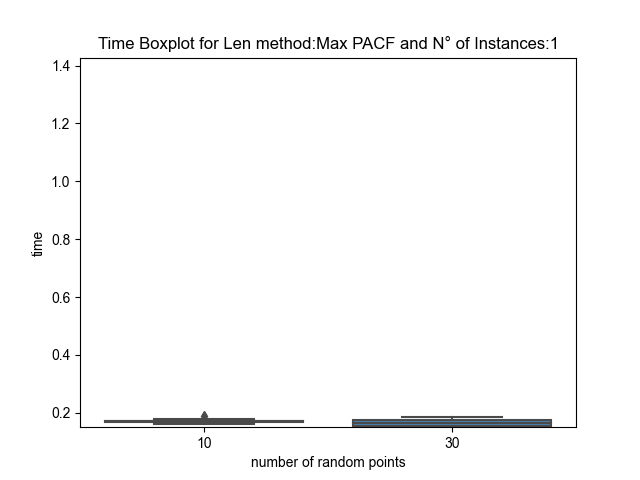 Time Boxplot for Len method:Max PACF and N° of Instances:1
1.4
1.2
1.0
0.8
0.6
0.4
0.2
time
10 30
number of random points